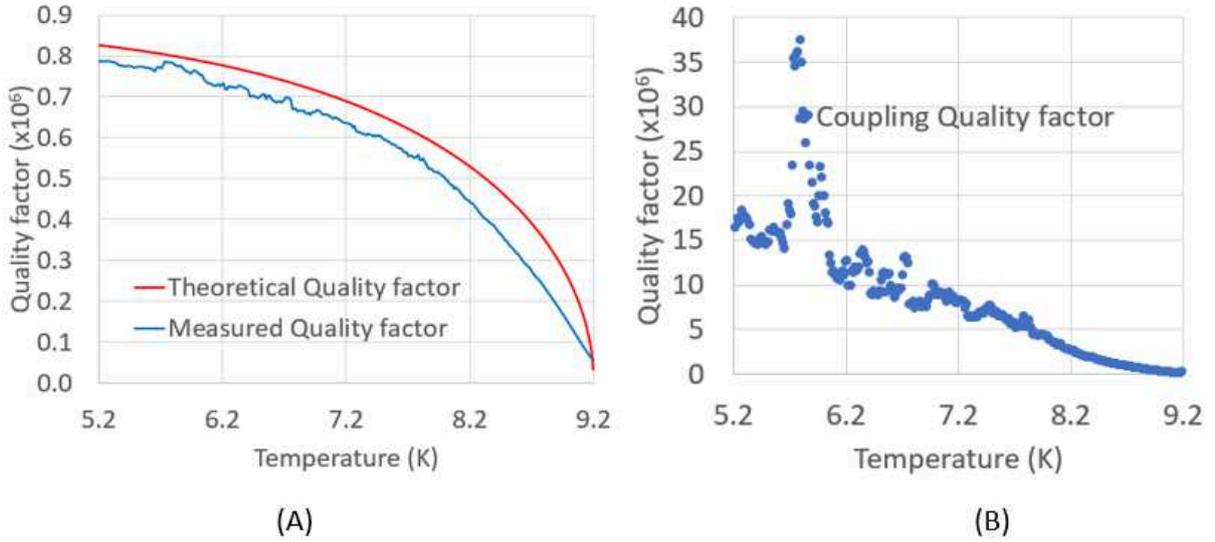 0.9
0.8
0.7
0.6
0.5
0.4
0.3
0.2
0.1
0.0
Quality factor (x10⁶)
Theoretical Quality factor
Measured Quality factor
5.2 6.2 7.2 8.2 9.2
Temperature (K)
(A)
40
35
30
25
20
15
10
5
0
Quality factor (x10⁶)
Coupling Quality factor
5.2 6.2 7.2 8.2 9.2
Temperature (K)
(B)